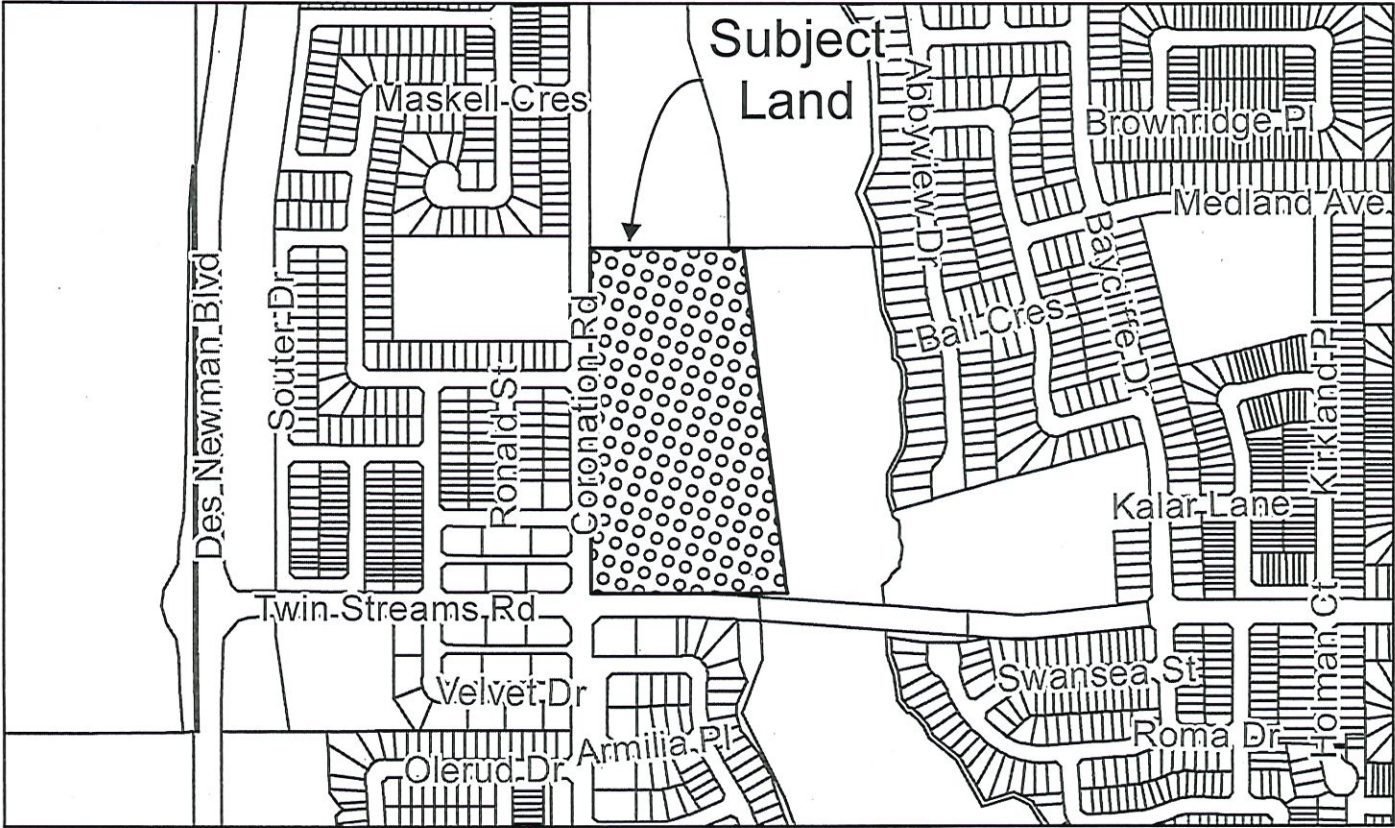 Subject
Land
Maskell Cres
Abbyview Dr
Brownridge Pl
Medland Ave
Des Newman Blvd
Souter Dr
Ronald St
Coronation Rd
Ball Cres
Baycliffe Dr
Kirkland Pl
Kalar Lane
Twin Streams Rd
Velvet Dr
Armilia Pl
Olerud Dr
Swansea St
Roma Dr
Holman Ct